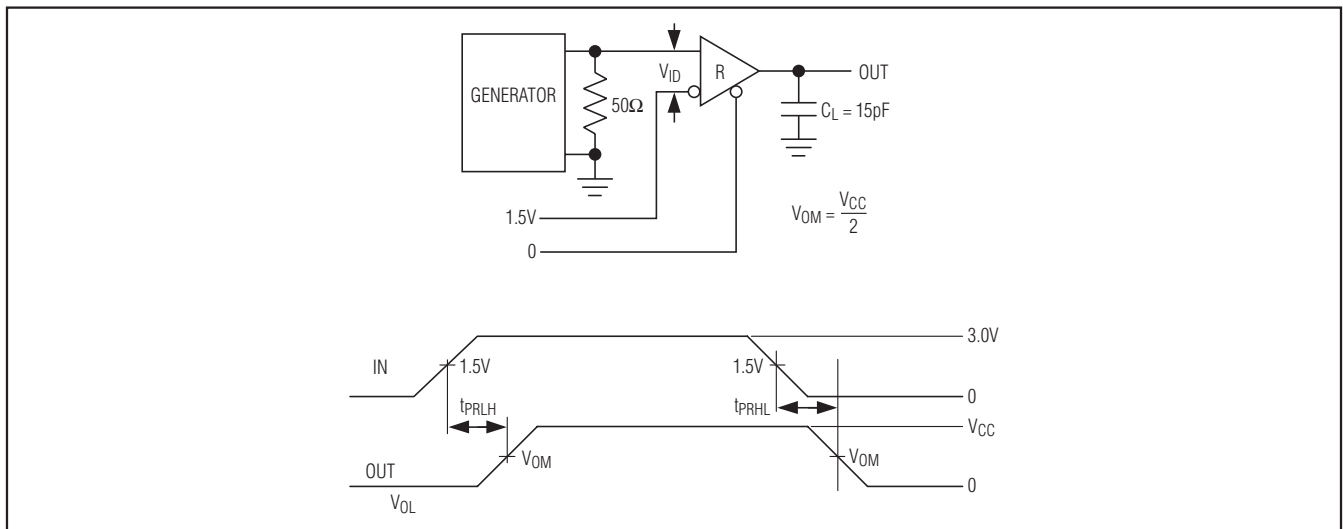 GENERATOR
50Ω
V_ID
R
OUT
C_L = 15pF
1.5V
0
V_OM = V_CC / 2
3.0V
IN
1.5V
1.5V
0
t_PRLH
t_PRHL
V_CC
OUT
V_OM
V_OM
V_OL
0